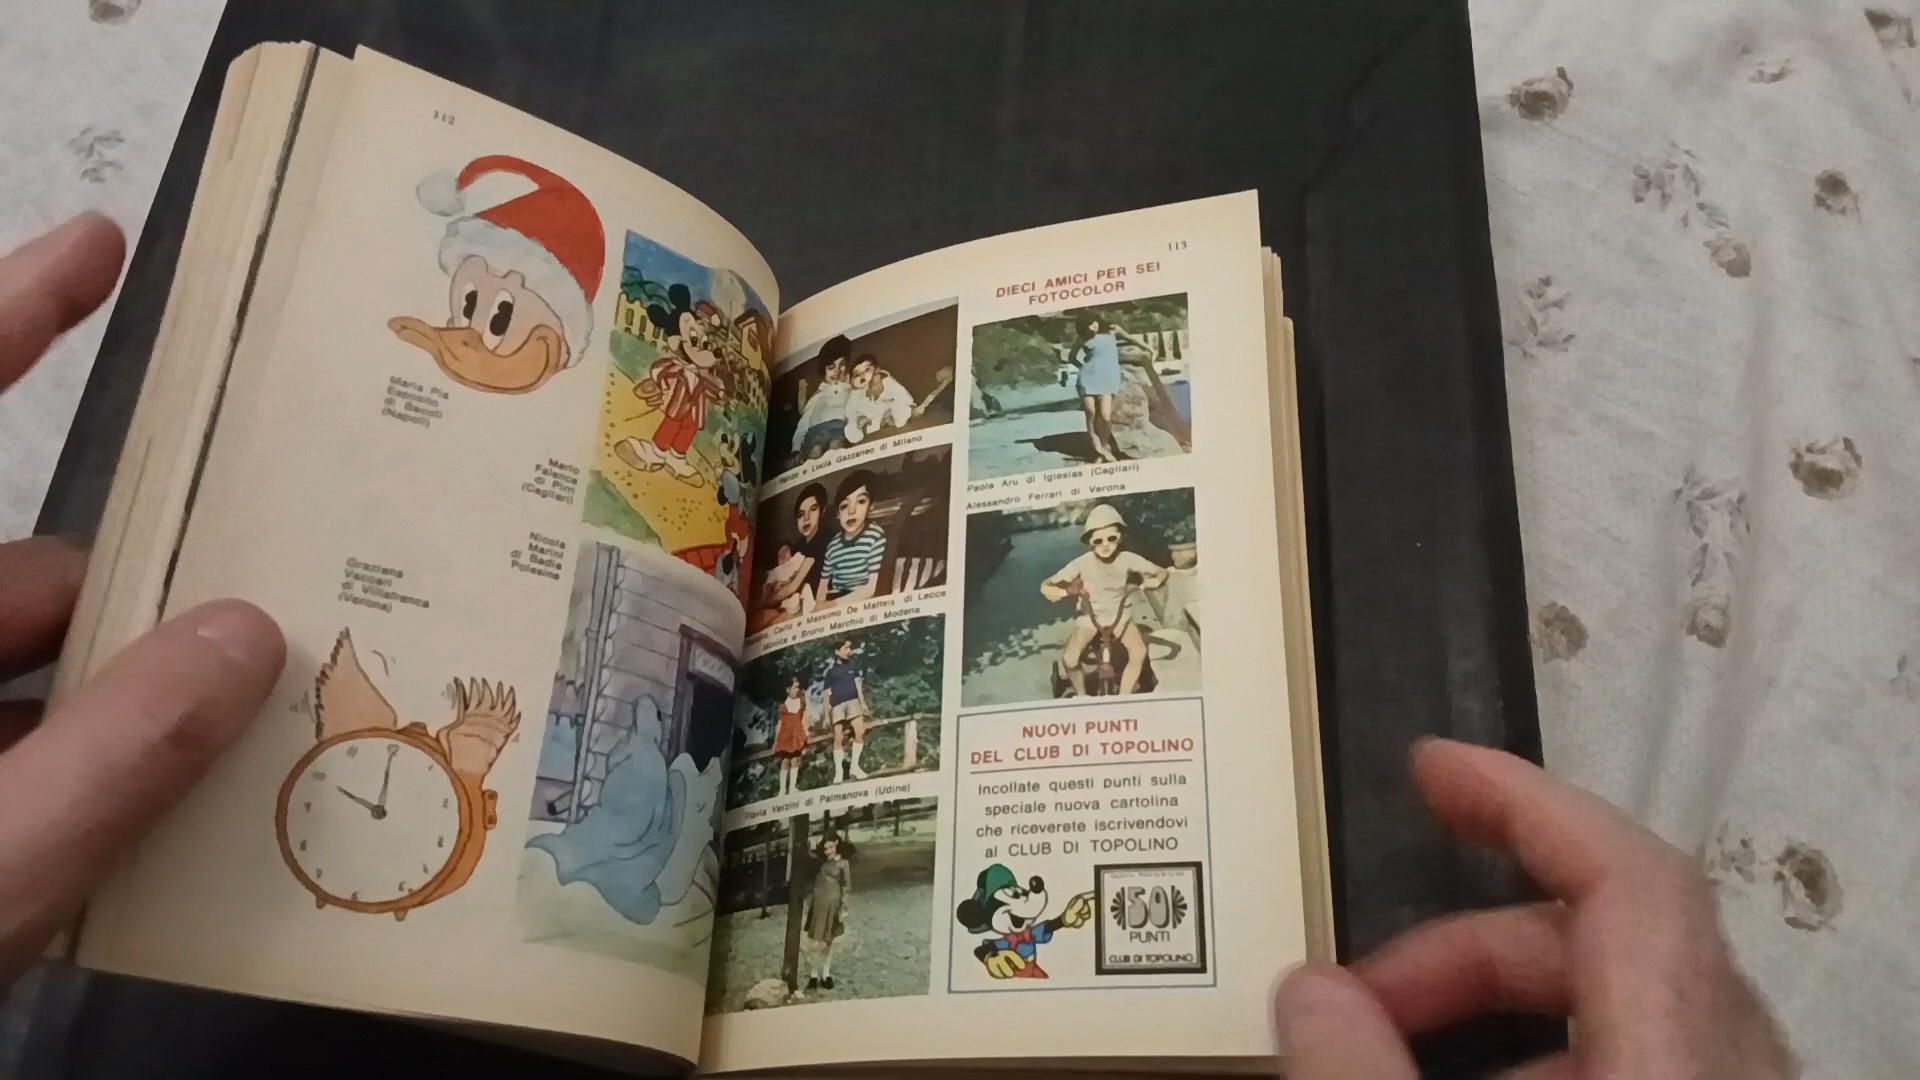 112
Maria Pia
Esposito
di Bacoli
(Napoli)
Mario
Falanca
di Pirri
(Cagliari)
Nicola
Marini
di Badia
Polesine
Graziana
Vaccari
di Villafranca
(Verona)
113
DIECI AMICI PER SEI
FOTOCOLOR
e Lucia Gazzaneo di Milano
Paola Aru di Iglesias (Cagliari)
Alessandro Ferrari di Verona
Carlo e Massimo De Matteis di Lecce
Monica e Bruno Marchio di Modena
Flavia Verzini di Palmanova (Udine)
NUOVI PUNTI
DEL CLUB DI TOPOLINO
Incollate questi punti sulla
speciale nuova cartolina
che riceverete iscrivendovi
al CLUB DI TOPOLINO
50
PUNTI
CLUB DI TOPOLINO